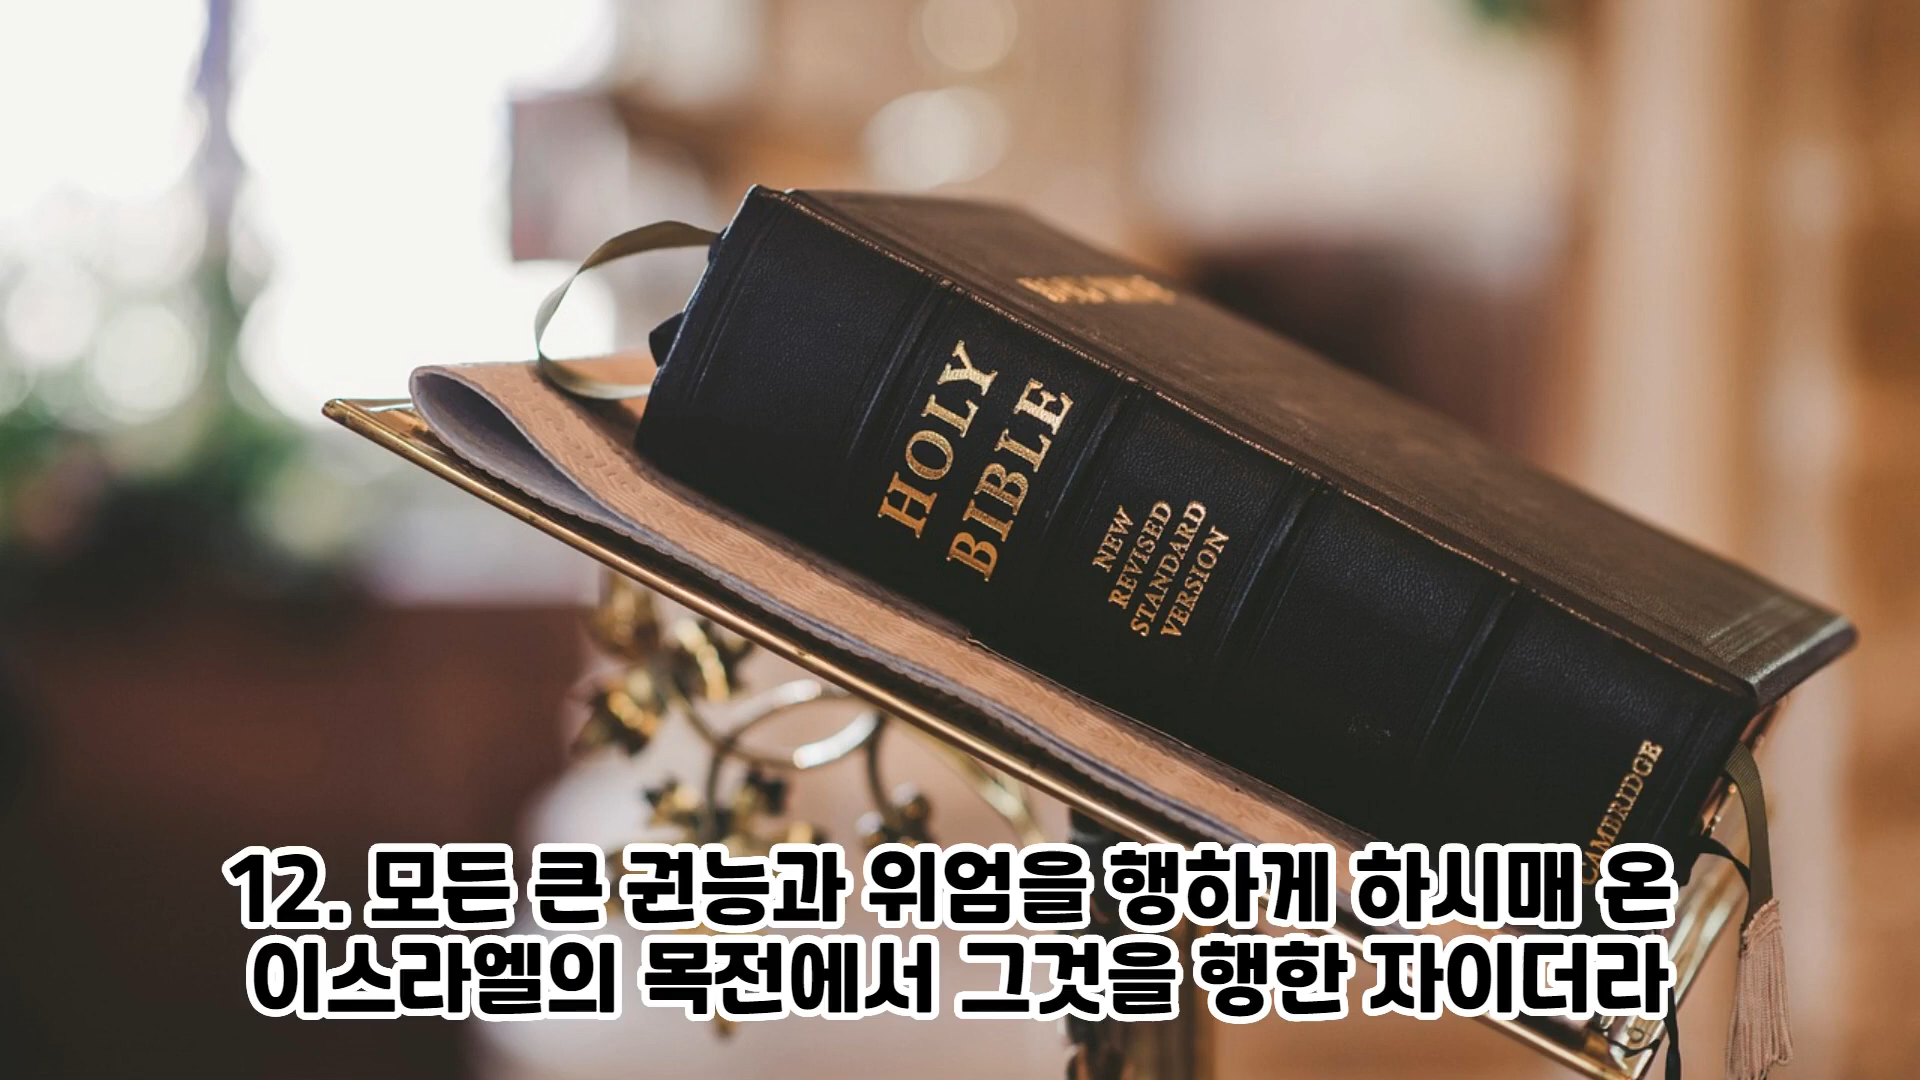 HOLY
BIBLE
NEW
REVISED
STANDARD
VERSION
CAMBRIDGE
12. 모든 큰 권능과 위엄을 행하게 하시매 온
이스라엘의 목전에서 그것을 행한 자이더라